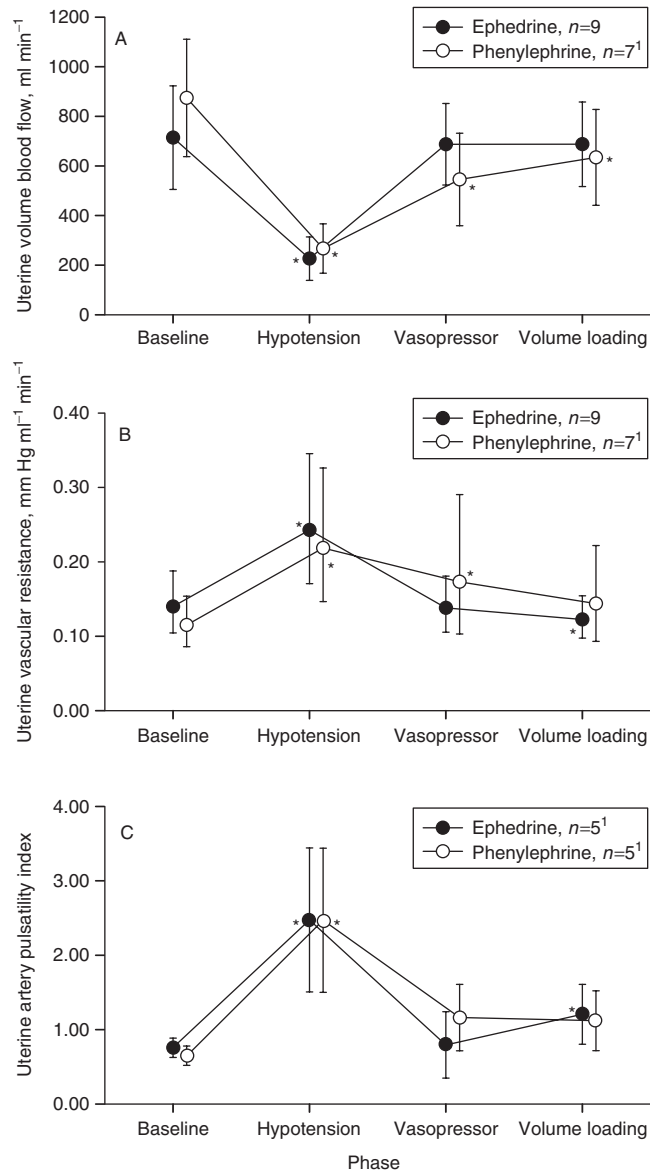 A
Ephedrine, n=9
Phenylephrine, n=7¹
Uterine volume blood flow, ml min⁻¹
1200
1000
800
600
400
200
0
*
*
*
*
Baseline Hypotension Vasopressor Volume loading
B
Ephedrine, n=9
Phenylephrine, n=7¹
Uterine vascular resistance, mm Hg ml⁻¹ min⁻¹
0.40
0.30
0.20
0.10
0.00
*
*
*
*
Baseline Hypotension Vasopressor Volume loading
C
Ephedrine, n=5¹
Phenylephrine, n=5¹
Uterine artery pulsatility index
4.00
3.00
2.00
1.00
0.00
*
*
*
Baseline Hypotension Vasopressor Volume loading
Phase